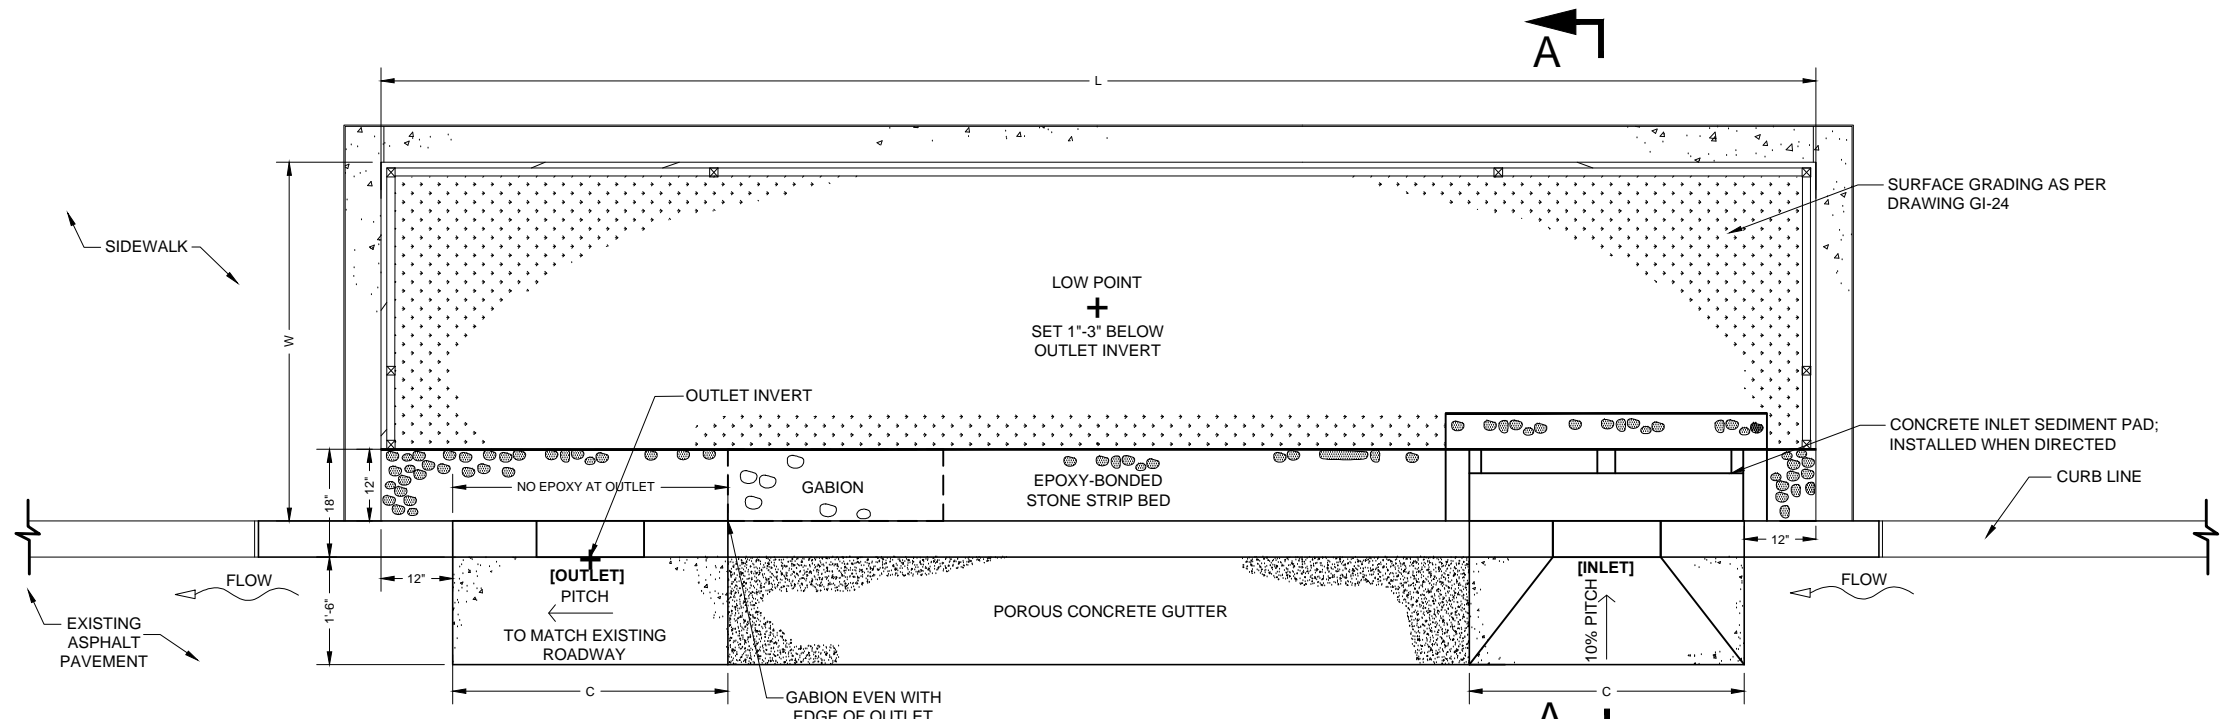 A
L
SURFACE GRADING AS PER
DRAWING GI-24
SIDEWALK
W
LOW POINT
SET 1"-3" BELOW
OUTLET INVERT
OUTLET INVERT
CONCRETE INLET SEDIMENT PAD;
INSTALLED WHEN DIRECTED
CURB LINE
18"
12"
NO EPOXY AT OUTLET
GABION
EPOXY-BONDED
STONE STRIP BED
12"
12"
FLOW
[OUTLET]
PITCH
TO MATCH EXISTING
ROADWAY
1'-6"
POROUS CONCRETE GUTTER
[INLET]
10% PITCH
FLOW
EXISTING
ASPHALT
PAVEMENT
C
C
GABION EVEN WITH
EDGE OF OUTLET
A